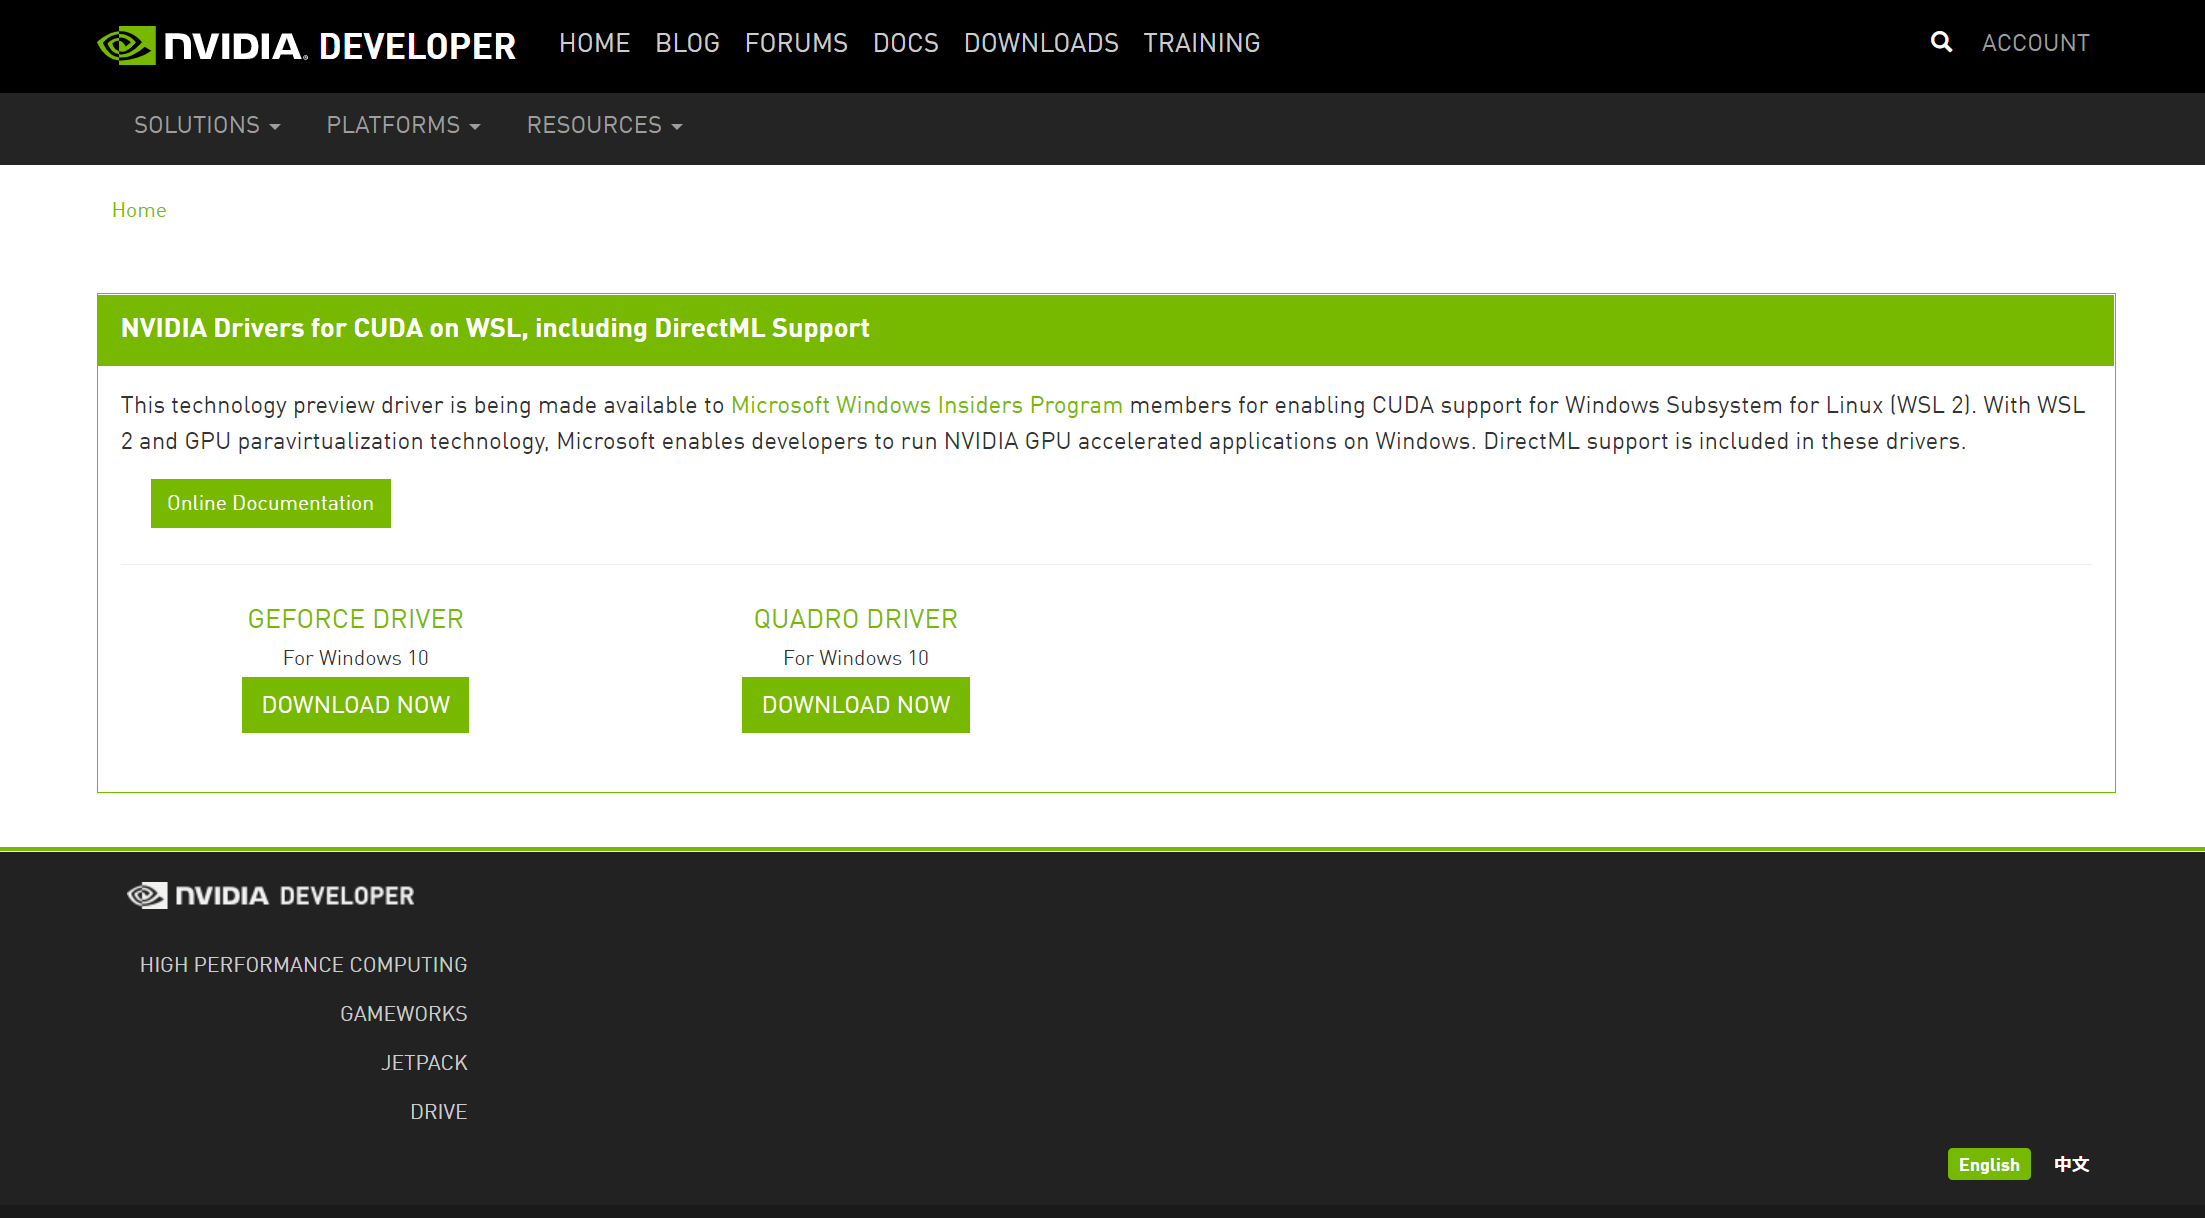 NVIDIA DEVELOPER HOME BLOG FORUMS DOCS DOWNLOADS TRAINING ACCOUNT
SOLUTIONS PLATFORMS RESOURCES
Home
NVIDIA Drivers for CUDA on WSL, including DirectML Support
This technology preview driver is being made available to Microsoft Windows Insiders Program members for enabling CUDA support for Windows Subsystem for Linux (WSL 2). With WSL
2 and GPU paravirtualization technology, Microsoft enables developers to run NVIDIA GPU accelerated applications on Windows. DirectML support is included in these drivers.
Online Documentation
GEFORCE DRIVER QUADRO DRIVER
For Windows 10 For Windows 10
DOWNLOAD NOW DOWNLOAD NOW
NVIDIA DEVELOPER
HIGH PERFORMANCE COMPUTING
GAMEWORKS
JETPACK
DRIVE
English 中文